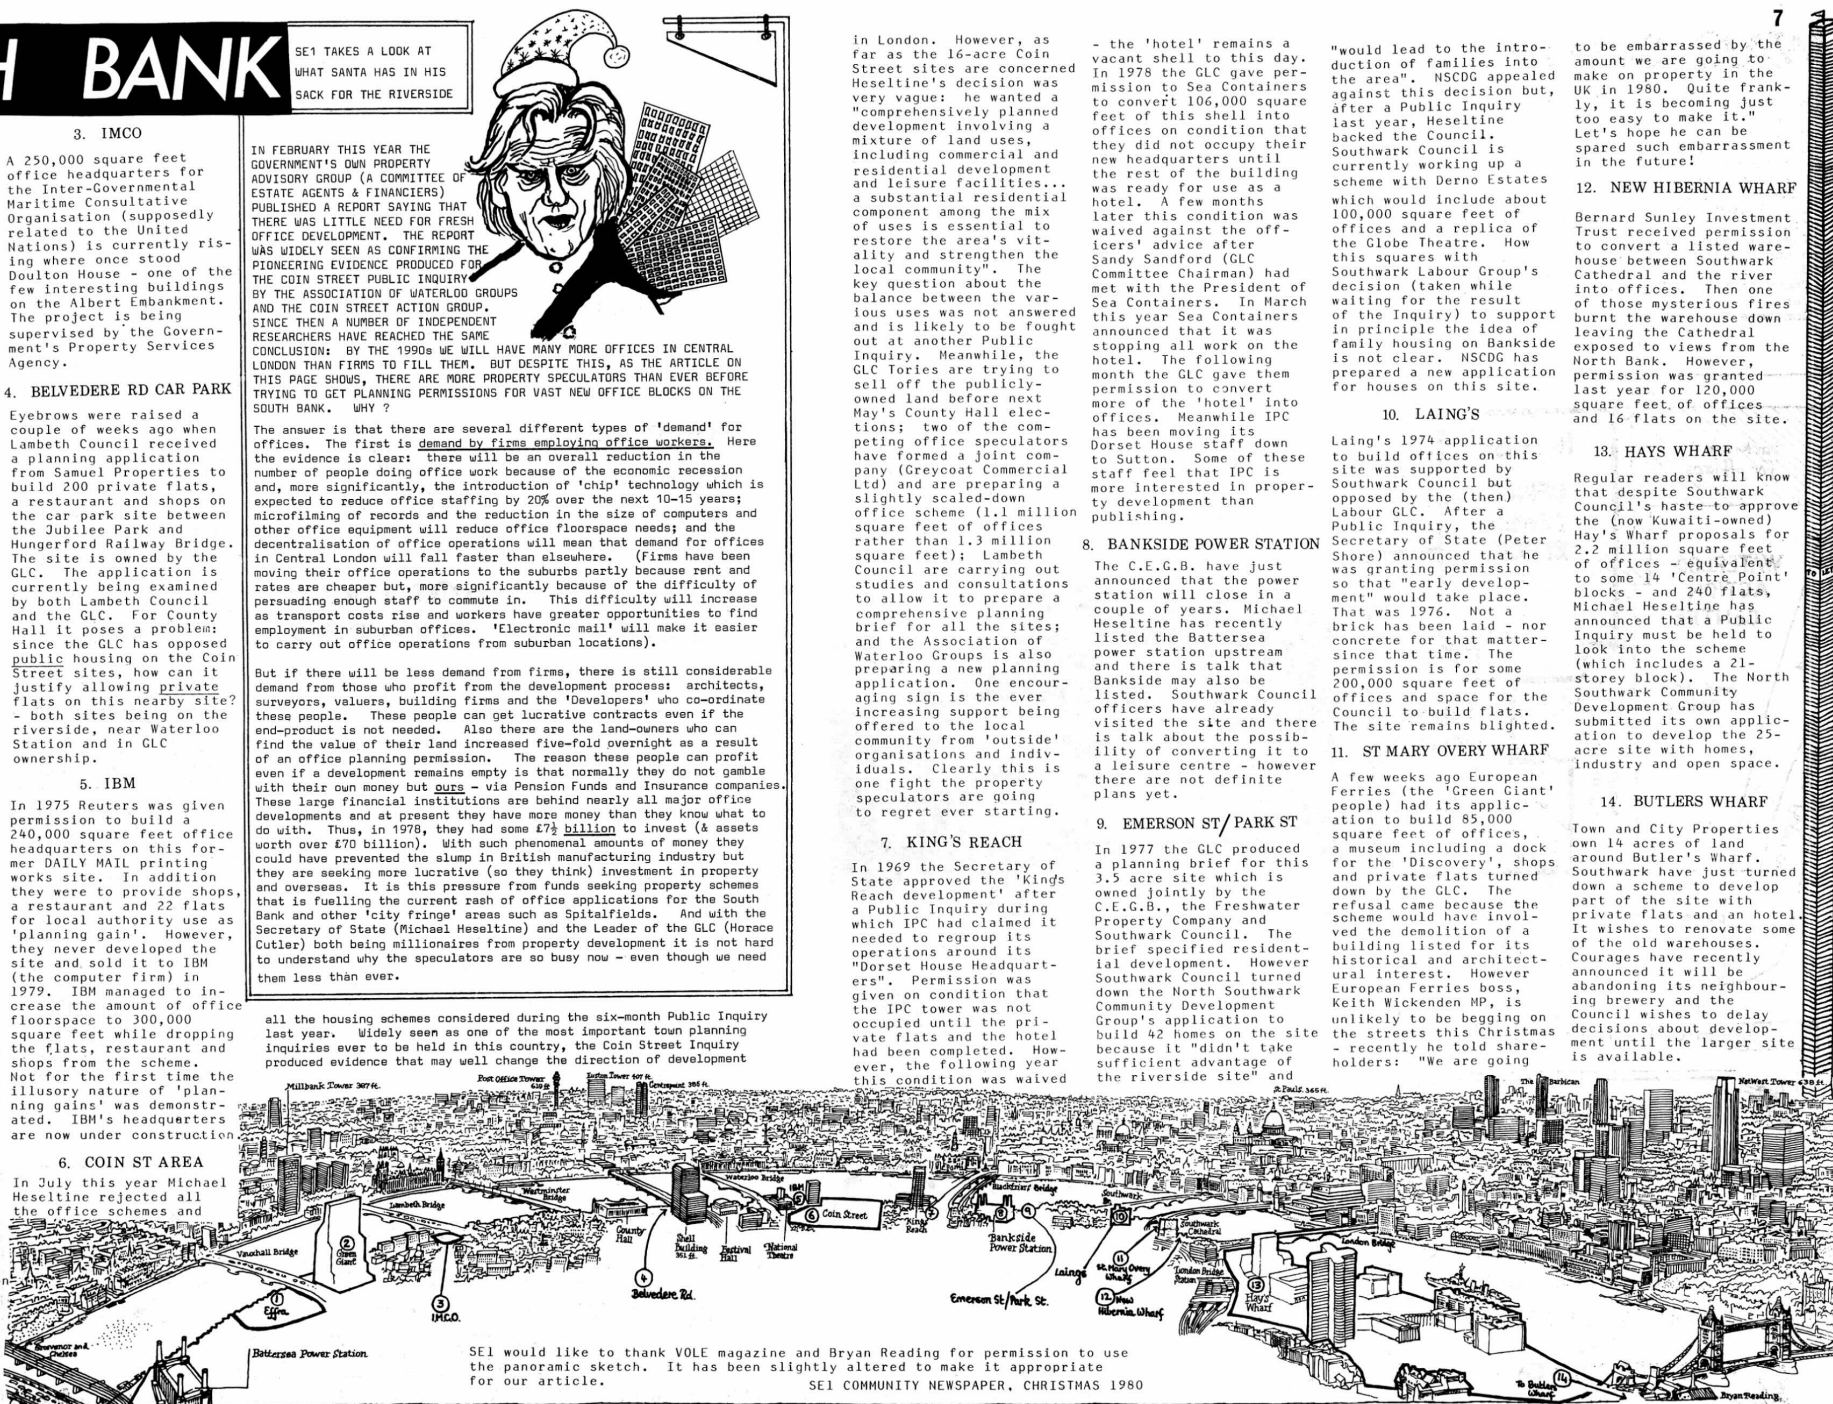 7
H BANK
SE1 TAKES A LOOK AT
WHAT SANTA HAS IN HIS
SACK FOR THE RIVERSIDE
3. IMCO
A 250,000 square feet
office headquarters for
the Inter-Governmental
Maritime Consultative
Organisation (supposedly
related to the United
Nations) is currently ris-
ing where once stood
Doulton House - one of the
few interesting buildings
on the Albert Embankment.
The project is being
supervised by the Govern-
ment's Property Services
Agency.
4. BELVEDERE RD CAR PARK
Eyebrows were raised a
couple of weeks ago when
Lambeth Council received
a planning application
from Samuel Properties to
build 200 private flats,
a restaurant and shops on
the car park site between
the Jubilee Park and
Hungerford Railway Bridge.
The site is owned by the
GLC. The application is
currently being examined
by both Lambeth Council
and the GLC. For County
Hall it poses a problem:
since the GLC has opposed
public housing on the Coin
Street sites, how can it
justify allowing private
flats on this nearby site?
- both sites being on the
riverside, near Waterloo
Station and in GLC
ownership.
5. IBM
In 1975 Reuters was given
permission to build a
240,000 square feet office
headquarters on this for-
mer DAILY MAIL printing
works site. In addition
they were to provide shops,
a restaurant and 22 flats
for local authority use as
'planning gain'. However,
they never developed the
site and sold it to IBM
(the computer firm) in
1979. IBM managed to in-
crease the amount of office
floorspace to 300,000
square feet while dropping
the flats, restaurant and
shops from the scheme.
Not for the first time the
illusory nature of 'plan-
ning gains' was demonstr-
ated. IBM's headquarters
are now under construction.
6. COIN ST AREA
In July this year Michael
Heseltine rejected all
the office schemes and
IN FEBRUARY THIS YEAR THE
GOVERNMENT'S OWN PROPERTY
ADVISORY GROUP (A COMMITTEE OF
ESTATE AGENTS & FINANCIERS)
PUBLISHED A REPORT SAYING THAT
THERE WAS LITTLE NEED FOR FRESH
OFFICE DEVELOPMENT. THE REPORT
WAS WIDELY SEEN AS CONFIRMING THE
PIONEERING EVIDENCE PRODUCED FOR
THE COIN STREET PUBLIC INQUIRY
BY THE ASSOCIATION OF WATERLOO GROUPS
AND THE COIN STREET ACTION GROUP.
SINCE THEN A NUMBER OF INDEPENDENT
RESEARCHERS HAVE REACHED THE SAME
CONCLUSION: BY THE 1990s WE WILL HAVE MANY MORE OFFICES IN CENTRAL
LONDON THAN FIRMS TO FILL THEM. BUT DESPITE THIS, AS THE ARTICLE ON
THIS PAGE SHOWS, THERE ARE MORE PROPERTY SPECULATORS THAN EVER BEFORE
TRYING TO GET PLANNING PERMISSIONS FOR VAST NEW OFFICE BLOCKS ON THE
SOUTH BANK. WHY ?
The answer is that there are several different types of 'demand' for
offices. The first is demand by firms employing office workers. Here
the evidence is clear: there will be an overall reduction in the
number of people doing office work because of the economic recession
and, more significantly, the introduction of 'chip' technology which is
expected to reduce office staffing by 20% over the next 10-15 years;
microfilming of records and the reduction in the size of computers and
other office equipment will reduce office floorspace needs; and the
decentralisation of office operations will mean that demand for offices
in Central London will fall faster than elsewhere. (Firms have been
moving their office operations to the suburbs partly because rent and
rates are cheaper but, more significantly because of the difficulty of
persuading enough staff to commute in. This difficulty will increase
as transport costs rise and workers have greater opportunities to find
employment in suburban offices. 'Electronic mail' will make it easier
to carry out office operations from suburban locations).
But if there will be less demand from firms, there is still considerable
demand from those who profit from the development process: architects,
surveyors, valuers, building firms and the 'Developers' who co-ordinate
these people. These people can get lucrative contracts even if the
end-product is not needed. Also there are the land-owners who can
find the value of their land increased five-fold overnight as a result
of an office planning permission. The reason these people can profit
even if a development remains empty is that normally they do not gamble
with their own money but ours - via Pension Funds and Insurance companies.
These large financial institutions are behind nearly all major office
developments and at present they have more money than they know what to
do with. Thus, in 1978, they had some £7½ billion to invest (& assets
worth over £70 billion). With such phenomenal amounts of money they
could have prevented the slump in British manufacturing industry but
they are seeking more lucrative (so they think) investment in property
and overseas. It is this pressure from funds seeking property schemes
that is fuelling the current rash of office applications for the South
Bank and other 'city fringe' areas such as Spitalfields. And with the
Secretary of State (Michael Heseltine) and the Leader of the GLC (Horace
Cutler) both being millionaires from property development it is not hard
to understand why the speculators are so busy now - even though we need
them less than ever.
all the housing schemes considered during the six-month Public Inquiry
last year. Widely seen as one of the most important town planning
inquiries ever to be held in this country, the Coin Street Inquiry
produced evidence that may well change the direction of development
in London. However, as
far as the 16-acre Coin
Street sites are concerned
Heseltine's decision was
very vague: he wanted a
"comprehensively planned
development involving a
mixture of land uses,
including commercial and
residential development
and leisure facilities...
a substantial residential
component among the mix
of uses is essential to
restore the area's vit-
ality and strengthen the
local community". The
key question about the
balance between the var-
ious uses was not answered
and is likely to be fought
out at another Public
Inquiry. Meanwhile, the
GLC Tories are trying to
sell off the publicly-
owned land before next
May's County Hall elec-
tions; two of the com-
peting office speculators
have formed a joint com-
pany (Greycoat Commercial
Ltd) and are preparing a
slightly scaled-down
office scheme (1.1 million
square feet of offices
rather than 1.3 million
square feet); Lambeth
Council are carrying out
studies and consultations
to allow it to prepare a
comprehensive planning
brief for all the sites;
and the Association of
Waterloo Groups is also
preparing a new planning
application. One encour-
aging sign is the ever
increasing support being
offered to the local
community from 'outside'
organisations and indiv-
iduals. Clearly this is
one fight the property
speculators are going
to regret ever starting.
7. KING'S REACH
In 1969 the Secretary of
State approved the 'King's
Reach development' after
a Public Inquiry during
which IPC had claimed it
needed to regroup its
operations around its
"Dorset House Headquart-
ers". Permission was
given on condition that
the IPC tower was not
occupied until the pri-
vate flats and the hotel
had been completed. How-
ever, the following year
this condition was waived
- the 'hotel' remains a
vacant shell to this day.
In 1978 the GLC gave per-
mission to Sea Containers
to convert 106,000 square
feet of this shell into
offices on condition that
they did not occupy their
new headquarters until
the rest of the building
was ready for use as a
hotel. A few months
later this condition was
waived against the off-
icers' advice after
Sandy Sandford (GLC
Committee Chairman) had
met with the President of
Sea Containers. In March
this year Sea Containers
announced that it was
stopping all work on the
hotel. The following
month the GLC gave them
permission to convert
more of the 'hotel' into
offices. Meanwhile IPC
has been moving its
Dorset House staff down
to Sutton. Some of these
staff feel that IPC is
more interested in proper-
ty development than
publishing.
8. BANKSIDE POWER STATION
The C.E.G.B. have just
announced that the power
station will close in a
couple of years. Michael
Heseltine has recently
listed the Battersea
power station upstream
and there is talk that
Bankside may also be
listed. Southwark Council
officers have already
visited the site and there
is talk about the possib-
ility of converting it to
a leisure centre - however
there are not definite
plans yet.
9. EMERSON ST/PARK ST
In 1977 the GLC produced
a planning brief for this
3.5 acre site which is
owned jointly by the
C.E.G.B., the Freshwater
Property Company and
Southwark Council. The
brief specified resident-
ial development. However
Southwark Council turned
down the North Southwark
Community Development
Group's application to
build 42 homes on the site
because it "didn't take
sufficient advantage of
the riverside site" and
"would lead to the intro-
duction of families into
the area". NSCDG appealed
against this decision but,
after a Public Inquiry
last year, Heseltine
backed the Council.
Southwark Council is
currently working up a
scheme with Derno Estates
which would include about
100,000 square feet of
offices and a replica of
the Globe Theatre. How
this squares with
Southwark Labour Group's
decision (taken while
waiting for the result
of the Inquiry) to support
in principle the idea of
family housing on Bankside
is not clear. NSCDG has
prepared a new application
for houses on this site.
10. LAING'S
Laing's 1974 application
to build offices on this
site was supported by
Southwark Council but
opposed by the (then)
Labour GLC. After a
Public Inquiry, the
Secretary of State (Peter
Shore) announced that he
was granting permission
so that "early develop-
ment" would take place.
That was 1976. Not a
brick has been laid - nor
concrete for that matter-
since that time. The
permission is for some
200,000 square feet of
offices and space for the
Council to build flats.
The site remains blighted.
11. ST MARY OVERY WHARF
A few weeks ago European
Ferries (the 'Green Giant'
people) had its applic-
ation to build 85,000
square feet of offices,
a museum including a dock
for the 'Discovery', shops
and private flats turned
down by the GLC. The
refusal came because the
scheme would have invol-
ved the demolition of a
building listed for its
historical and architect-
ural interest. However
European Ferries boss,
Keith Wickenden MP, is
unlikely to be begging on
the streets this Christmas
- recently he told share-
holders: "We are going
to be embarrassed by the
amount we are going to
make on property in the
UK in 1980. Quite frank-
ly, it is becoming just
too easy to make it."
Let's hope he can be
spared such embarrassment
in the future!
12. NEW HIBERNIA WHARF
Bernard Sunley Investment
Trust received permission
to convert a listed ware-
house between Southwark
Cathedral and the river
into offices. Then one
of those mysterious fires
burnt the warehouse down
leaving the Cathedral
exposed to views from the
North Bank. However,
permission was granted
last year for 120,000
square feet of offices
and 16 flats on the site.
13. HAYS WHARF
Regular readers will know
that despite Southwark
Council's haste to approve
the (now Kuwaiti-owned)
Hay's Wharf proposals for
2.2 million square feet
of offices - equivalent
to some 14 'Centre Point'
blocks - and 240 flats,
Michael Heseltine has
announced that a Public
Inquiry must be held to
look into the scheme
(which includes a 21-
storey block). The North
Southwark Community
Development Group has
submitted its own applic-
ation to develop the 25-
acre site with homes,
industry and open space.
14. BUTLERS WHARF
Town and City Properties
own 14 acres of land
around Butler's Wharf.
Southwark have just turned
down a scheme to develop
part of the site with
private flats and an hotel.
It wishes to renovate some
of the old warehouses.
Courages have recently
announced it will be
abandoning its neighbour-
ing brewery and the
Council wishes to delay
decisions about develop-
ment until the larger site
is available.
TO LET
Millbank Tower 387 ft.
Post Office Tower
619 ft
Euston Tower 407 ft.
Centrepoint 385 ft.
St Pauls. 365 ft.
The Barbican
NatWest Tower 638 ft.
Vauxhall Bridge
Lambeth Bridge
Westminster
Bridge
Waterloo Bridge
Blackfriars Bridge
Southwark
London Bridge
1 Effra
2 Green
Giant
3
I.M.C.O.
County
Hall
4
Belvedere Rd.
Shell
Building
351 ft.
Festival
Hall
National
Theatre
IBM
5
6 Coin Street
Kings
Reach
7
8
9
Bankside
Power Station
Emerson St/Park St.
10
Laings
11
St. Mary Overy
Wharf
12 New
Hibernia Wharf
Southwark
Cathedral
London Bridge
Station
13
Hay's
Wharf
14
To Butlers
Wharf
Grosvenor and
Chelsea
Battersea Power Station
Bryan Reading.
SE1 would like to thank VOLE magazine and Bryan Reading for permission to use
the panoramic sketch. It has been slightly altered to make it appropriate
for our article.
SE1 COMMUNITY NEWSPAPER, CHRISTMAS 1980